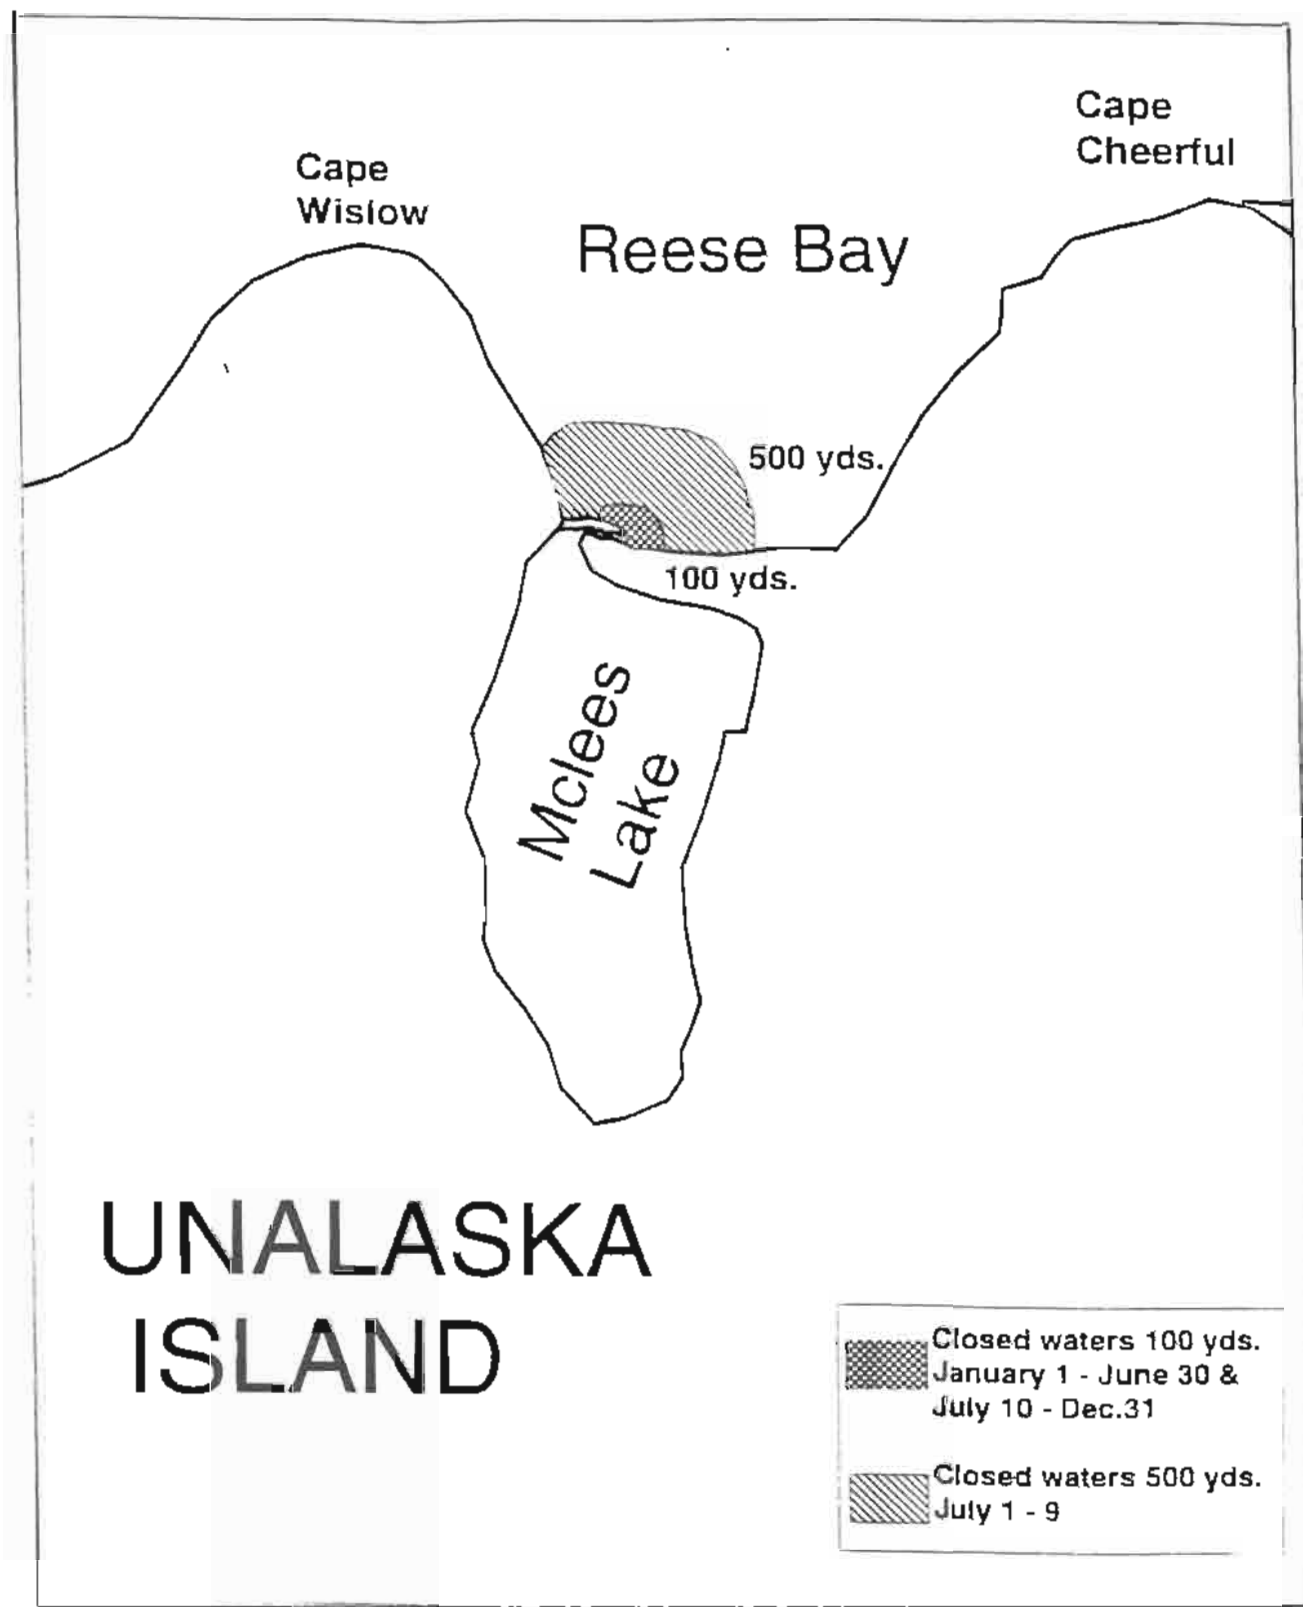 Cape
Cheerful
Cape
Wislow
Reese Bay
500 yds.
100 yds.
Mclees
Lake
UNALASKA
ISLAND
Closed waters 100 yds.
January 1 - June 30 &
July 10 - Dec.31
Closed waters 500 yds.
July 1 - 9